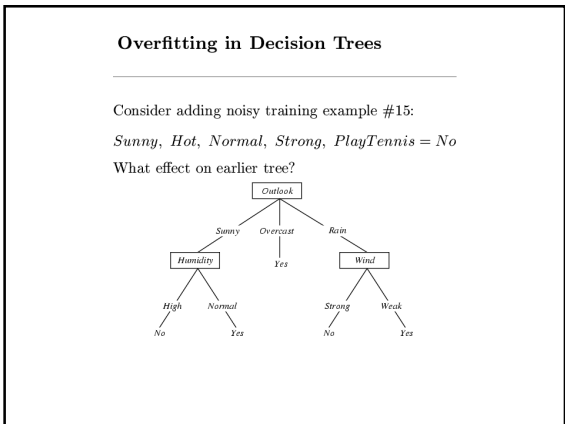 Overfitting in Decision Trees
Consider adding noisy training example #15:
Sunny, Hot, Normal, Strong, PlayTennis = No
What effect on earlier tree?
Outlook
Sunny Overcast Rain
Humidity Yes Wind
High Normal Strong Weak
No Yes No Yes